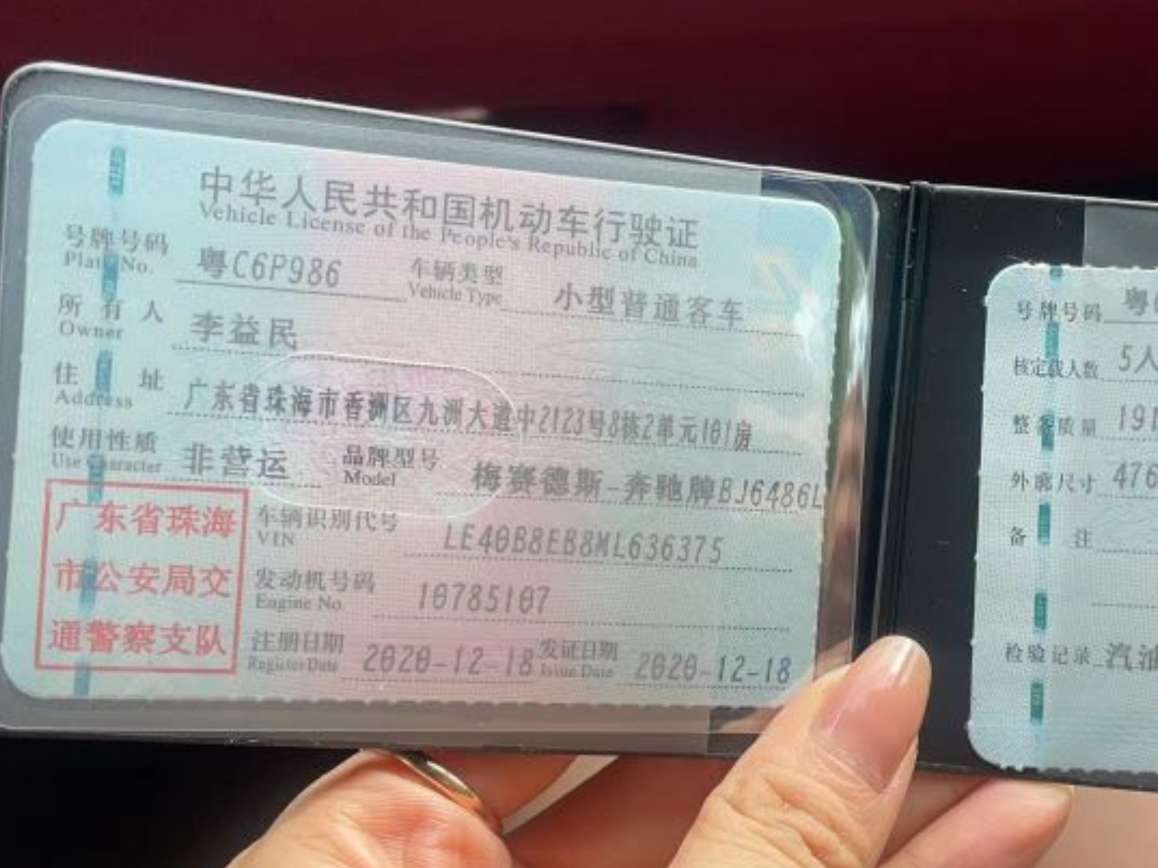 中华人民共和国机动车行驶证
Vehicle License of the People's Republic of China
号牌号码 粤C6P986 车辆类型 小型普通客车
Plate No. Vehicle Type
所有人 李益民
Owner
住址 广东省珠海市香洲区九洲大道中2123号8栋2单元101房
Address
使用性质 非营运 品牌型号 梅赛德斯-奔驰牌BJ6486L
Use Character Model
广东省珠海
市公安局交
通警察支队
车辆识别代号 LE40B8EB8ML636375
VIN
发动机号码 10785107
Engine No.
注册日期 2020-12-18 发证日期 2020-12-18
Register Date Issue Date
号牌号码 粤
核定载人数 5人
整备质量 191
外廓尺寸 476
备注
检验记录 汽油